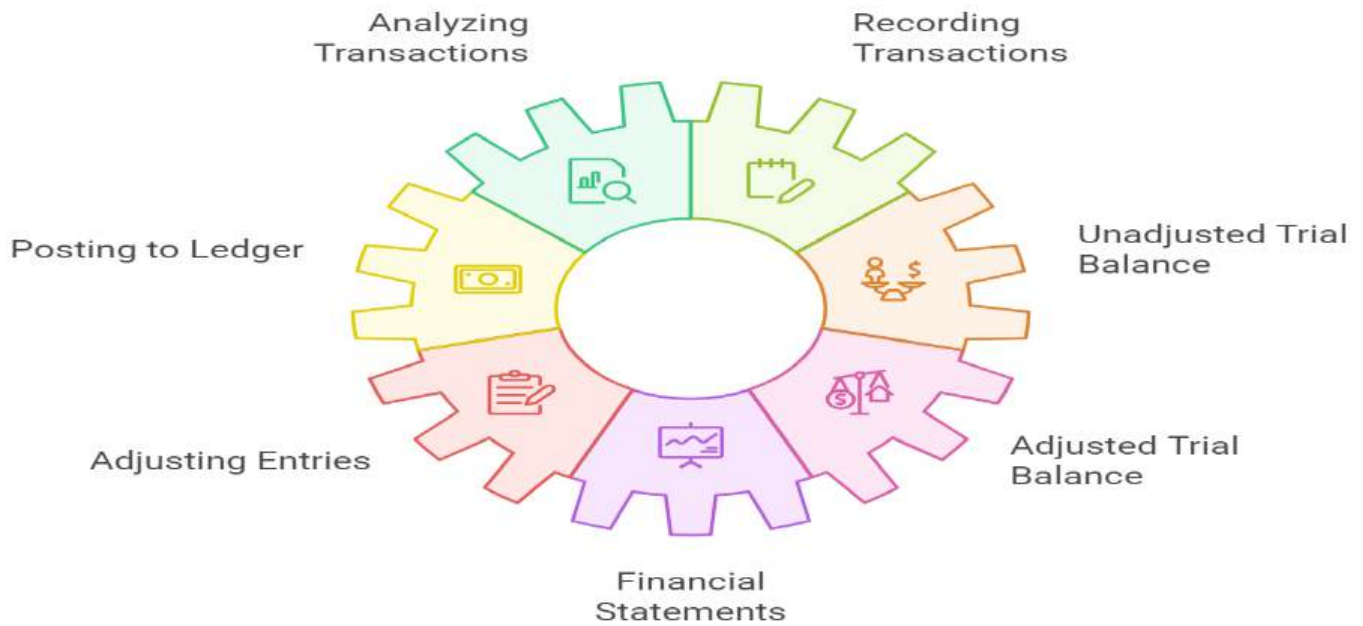 Analyzing
Transactions
Recording
Transactions
Posting to Ledger
Unadjusted Trial
Balance
Adjusting Entries
Adjusted Trial
Balance
Financial
Statements